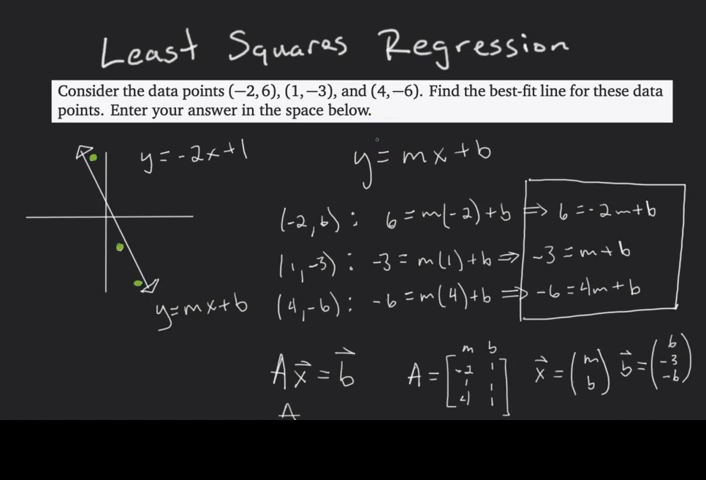 Least Squares Regression
Consider the data points (−2, 6), (1, −3), and (4, −6). Find the best-fit line for these data
points. Enter your answer in the space below.
y = -2x+1
y = mx + b
(-2, 6) : 6 = m(-2) + b ⇒ 6 = -2m + b
(1, -3) : -3 = m(1) + b ⇒ -3 = m + b
(4, -6) : -6 = m(4) + b ⇒ -6 = 4m + b
y = mx + b
m b
A x⃗ = b⃗ A = [-2 1; 1 1; 4 1] x⃗ = (m; b) b⃗ = (6; -3; -6)
A